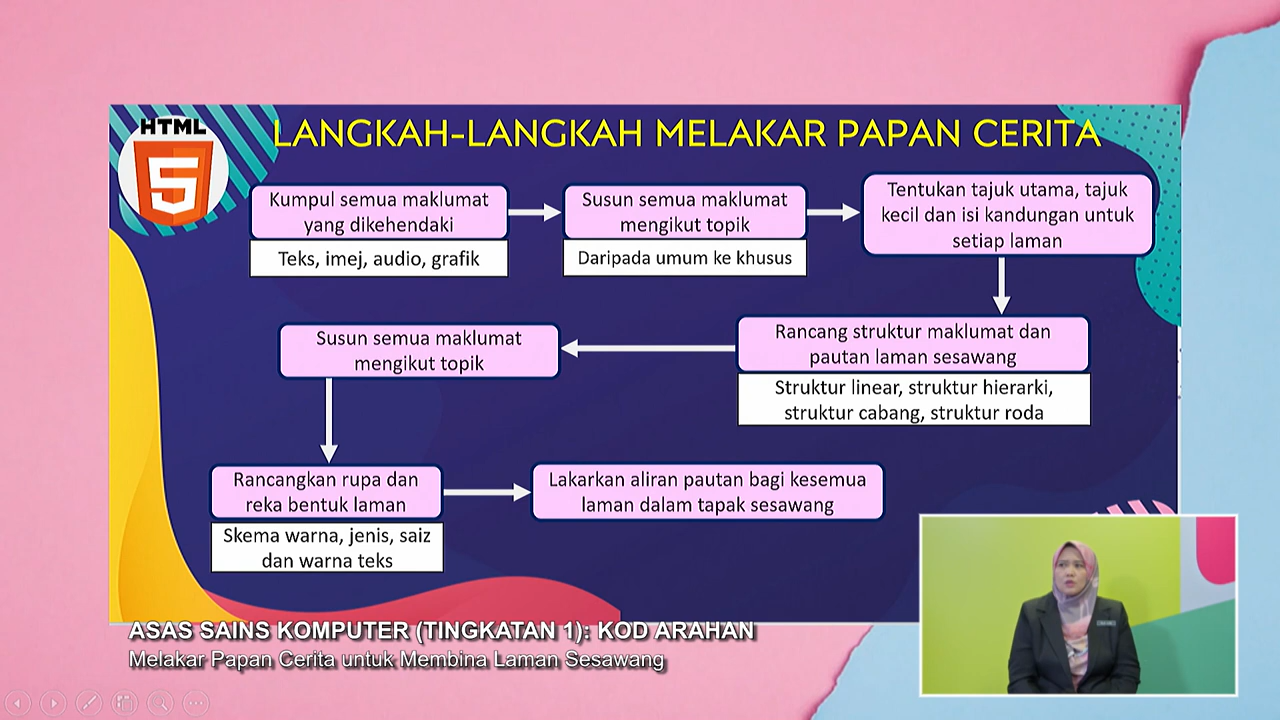 HTML
5
LANGKAH-LANGKAH MELAKAR PAPAN CERITA
Kumpul semua maklumat
yang dikehendaki
Teks, imej, audio, grafik
Susun semua maklumat
mengikut topik
Daripada umum ke khusus
Tentukan tajuk utama, tajuk
kecil dan isi kandungan untuk
setiap laman
Rancang struktur maklumat dan
pautan laman sesawang
Struktur linear, struktur hierarki,
struktur cabang, struktur roda
Susun semua maklumat
mengikut topik
Rancangkan rupa dan
reka bentuk laman
Skema warna, jenis, saiz
dan warna teks
Lakarkan aliran pautan bagi kesemua
laman dalam tapak sesawang
ASAS SAINS KOMPUTER (TINGKATAN 1): KOD ARAHAN
Melakar Papan Cerita untuk Membina Laman Sesawang